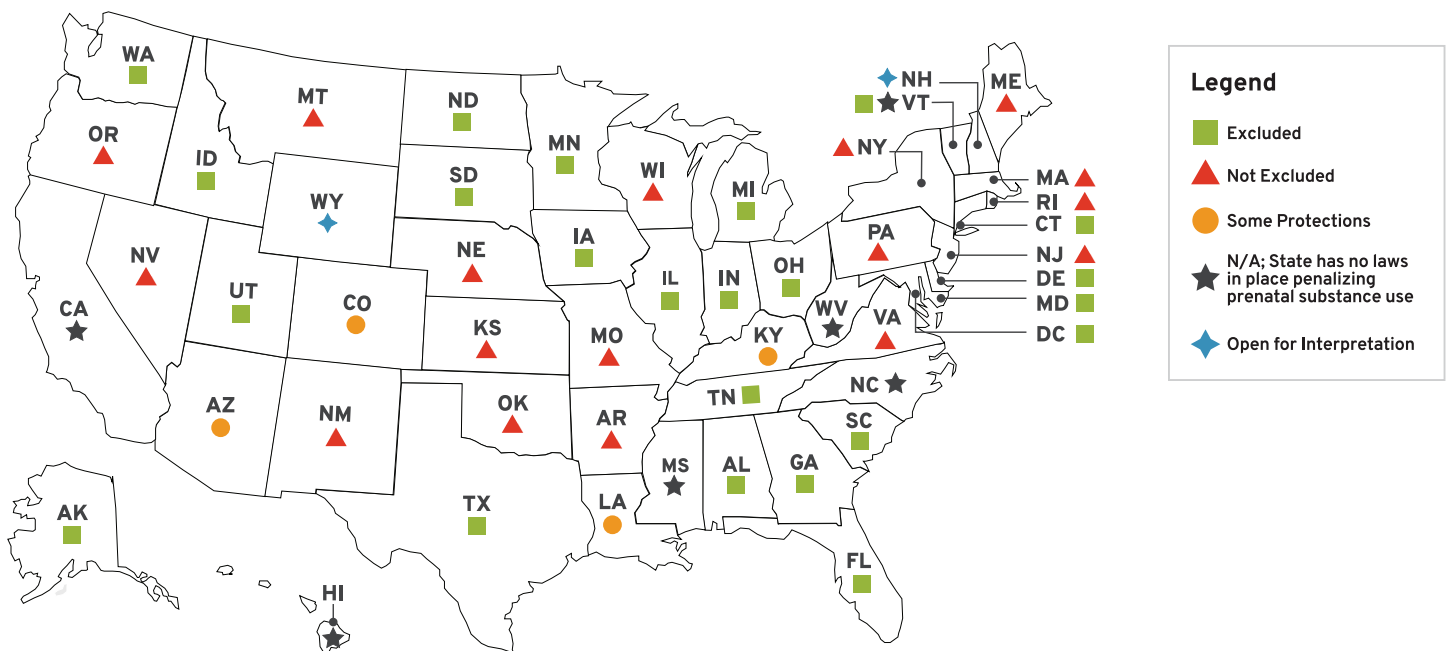 WA
MT
ND
MN
OR
ID
SD
WI
MI
NH
VT
ME
NY
WY
MA
RI
CT
NJ
DE
MD
DC
NV
NE
IA
PA
CA
UT
CO
IL
IN
OH
WV
VA
KS
MO
KY
AZ
NM
OK
AR
TN
NC
SC
MS
AL
GA
TX
LA
AK
FL
HI
Legend
Excluded
Not Excluded
Some Protections
N/A; State has no laws
in place penalizing
prenatal substance use
Open for Interpretation